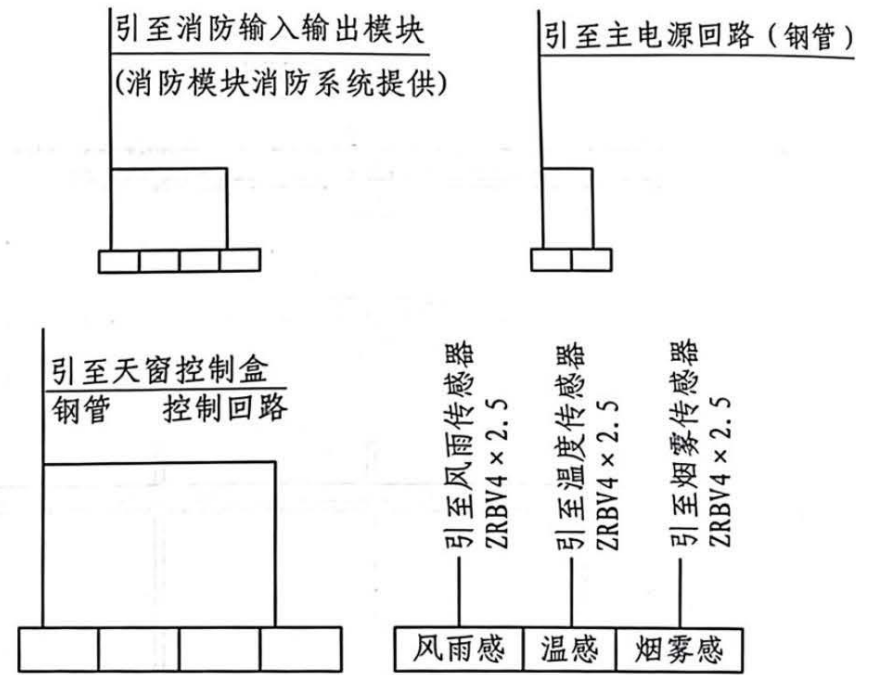 引至消防输入输出模块
(消防模块消防系统提供)
引至主电源回路(钢管)
引至天窗控制盒
钢管 控制回路
引至风雨传感器
ZRBV4×2.5
引至温度传感器
ZRBV4×2.5
引至烟雾传感器
ZRBV4×2.5
风雨感 温感 烟雾感